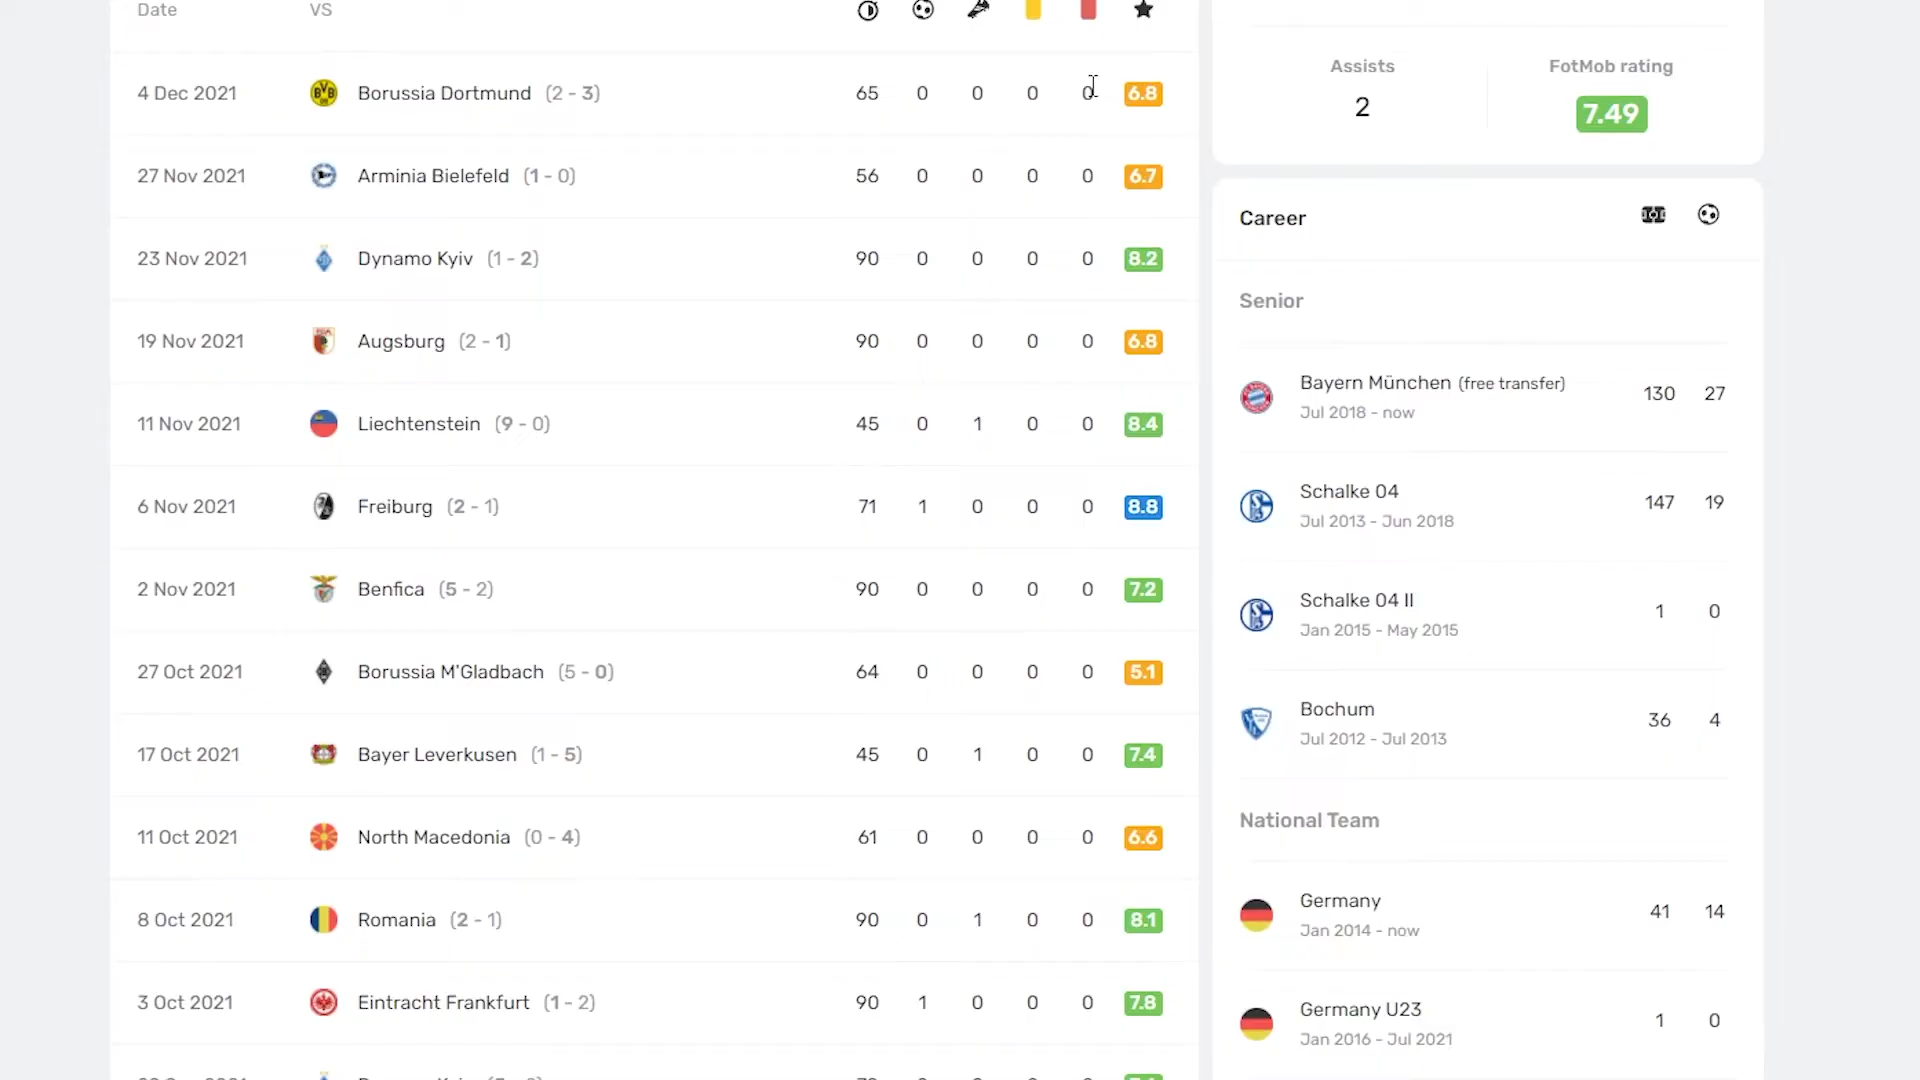 Date VS
4 Dec 2021 Borussia Dortmund (2 - 3) 65 0 0 0 0 6.8
27 Nov 2021 Arminia Bielefeld (1 - 0) 56 0 0 0 0 6.7
23 Nov 2021 Dynamo Kyiv (1 - 2) 90 0 0 0 0 8.2
19 Nov 2021 Augsburg (2 - 1) 90 0 0 0 0 6.8
11 Nov 2021 Liechtenstein (9 - 0) 45 0 1 0 0 8.4
6 Nov 2021 Freiburg (2 - 1) 71 1 0 0 0 8.8
2 Nov 2021 Benfica (5 - 2) 90 0 0 0 0 7.2
27 Oct 2021 Borussia M'Gladbach (5 - 0) 64 0 0 0 0 5.1
17 Oct 2021 Bayer Leverkusen (1 - 5) 45 0 1 0 0 7.4
11 Oct 2021 North Macedonia (0 - 4) 61 0 0 0 0 6.6
8 Oct 2021 Romania (2 - 1) 90 0 1 0 0 8.1
3 Oct 2021 Eintracht Frankfurt (1 - 2) 90 1 0 0 0 7.8
Assists FotMob rating
2 7.49
Career
Senior
Bayern München (free transfer) 130 27
Jul 2018 - now
Schalke 04 147 19
Jul 2013 - Jun 2018
Schalke 04 II 1 0
Jan 2015 - May 2015
Bochum 36 4
Jul 2012 - Jul 2013
National Team
Germany 41 14
Jan 2014 - now
Germany U23 1 0
Jan 2016 - Jul 2021